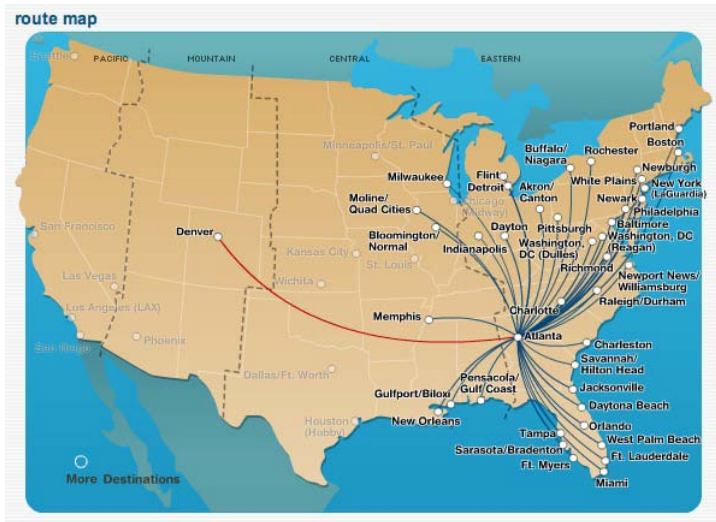 route map
Seattle
PACIFIC
MOUNTAIN
CENTRAL
EASTERN
Minneapolis/St. Paul
Portland
Boston
Buffalo/
Niagara
Rochester
Newburgh
Milwaukee
Flint
Detroit
Akron/
Canton
White Plains
New York
(LaGuardia)
Moline/
Quad Cities
Chicago
(Midway)
Newark
Philadelphia
San Francisco
Denver
Bloomington/
Normal
Dayton
Pittsburgh
Baltimore
Kansas City
St. Louis
Indianapolis
Washington,
DC (Dulles)
Washington, DC
(Reagan)
Las Vegas
Wichita
Richmond
Newport News/
Williamsburg
Los Angeles (LAX)
Memphis
Charlotte
Raleigh/Durham
San Diego
Phoenix
Atlanta
Charleston
Dallas/Ft. Worth
Savannah/
Hilton Head
Pensacola/
Gulf Coast
Gulfport/Biloxi
Jacksonville
Houston
(Hobby)
New Orleans
Daytona Beach
Orlando
Tampa
West Palm Beach
Sarasota/Bradenton
Ft. Lauderdale
Ft. Myers
Miami
More Destinations